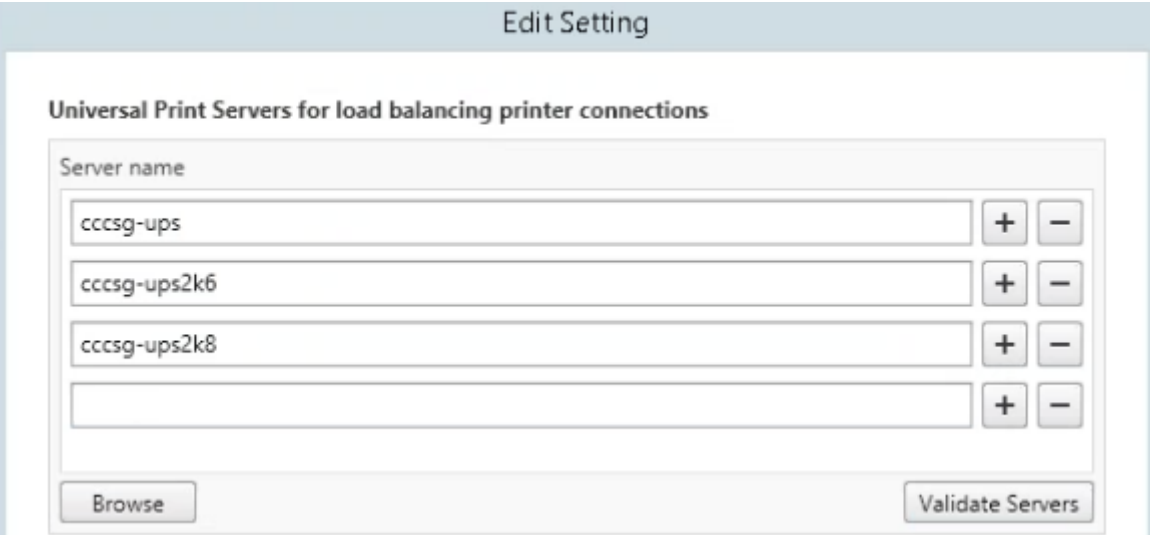 Edit Setting
Universal Print Servers for load balancing printer connections
Server name
cccsg-ups
cccsg-ups2k6
cccsg-ups2k8
Browse
Validate Servers